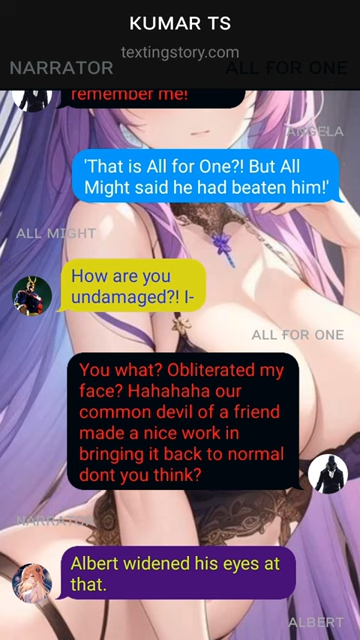 KUMAR TS
textingstory.com
NARRATOR
ALL FOR ONE
remember me!
ANGELA
'That is All for One?! But All
Might said he had beaten him!'
ALL MIGHT
How are you
undamaged?! I-
ALL FOR ONE
You what? Obliterated my
face? Hahahaha our
common devil of a friend
made a nice work in
bringing it back to normal
dont you think?
NARRATOR
Albert widened his eyes at
that.
ALBERT